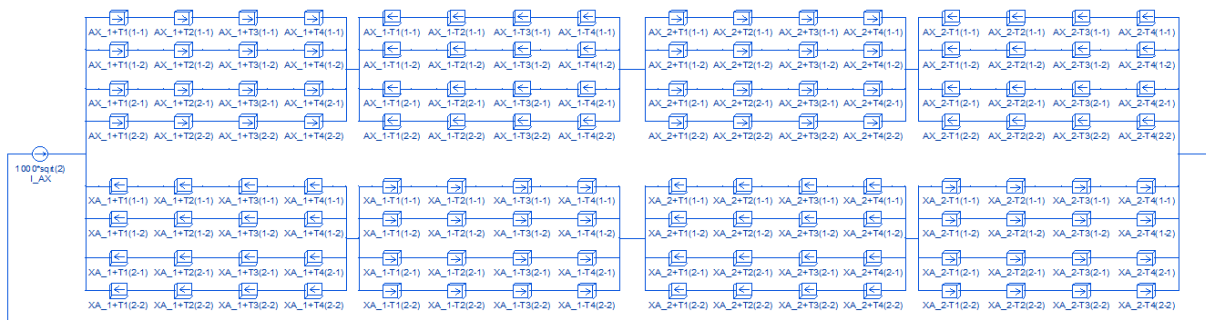 AX_1+T1(1-1) AX_1+T2(1-1) AX_1+T3(1-1) AX_1+T4(1-1) AX_1-T1(1-1) AX_1-T2(1-1) AX_1-T3(1-1) AX_1-T4(1-1) AX_2+T1(1-1) AX_2+T2(1-1) AX_2+T3(1-1) AX_2+T4(1-1) AX_2-T1(1-1) AX_2-T2(1-1) AX_2-T3(1-1) AX_2-T4(1-1)
AX_1+T1(1-2) AX_1+T2(1-2) AX_1+T3(1-2) AX_1+T4(1-2) AX_1-T1(1-2) AX_1-T2(1-2) AX_1-T3(1-2) AX_1-T4(1-2) AX_2+T1(1-2) AX_2+T2(1-2) AX_2+T3(1-2) AX_2+T4(1-2) AX_2-T1(1-2) AX_2-T2(1-2) AX_2-T3(1-2) AX_2-T4(1-2)
AX_1+T1(2-1) AX_1+T2(2-1) AX_1+T3(2-1) AX_1+T4(2-1) AX_1-T1(2-1) AX_1-T2(2-1) AX_1-T3(2-1) AX_1-T4(2-1) AX_2+T1(2-1) AX_2+T2(2-1) AX_2+T3(2-1) AX_2+T4(2-1) AX_2-T1(2-1) AX_2-T2(2-1) AX_2-T3(2-1) AX_2-T4(2-1)
AX_1+T1(2-2) AX_1+T2(2-2) AX_1+T3(2-2) AX_1+T4(2-2) AX_1-T1(2-2) AX_1-T2(2-2) AX_1-T3(2-2) AX_1-T4(2-2) AX_2+T1(2-2) AX_2+T2(2-2) AX_2+T3(2-2) AX_2+T4(2-2) AX_2-T1(2-2) AX_2-T2(2-2) AX_2-T3(2-2) AX_2-T4(2-2)
1000*sqrt(2)
I_AX
XA_1+T1(1-1) XA_1+T2(1-1) XA_1+T3(1-1) XA_1+T4(1-1) XA_1-T1(1-1) XA_1-T2(1-1) XA_1-T3(1-1) XA_1-T4(1-1) XA_2+T1(1-1) XA_2+T2(1-1) XA_2+T3(1-1) XA_2+T4(1-1) XA_2-T1(1-1) XA_2-T2(1-1) XA_2-T3(1-1) XA_2-T4(1-1)
XA_1+T1(1-2) XA_1+T2(1-2) XA_1+T3(1-2) XA_1+T4(1-2) XA_1-T1(1-2) XA_1-T2(1-2) XA_1-T3(1-2) XA_1-T4(1-2) XA_2+T1(1-2) XA_2+T2(1-2) XA_2+T3(1-2) XA_2+T4(1-2) XA_2-T1(1-2) XA_2-T2(1-2) XA_2-T3(1-2) XA_2-T4(1-2)
XA_1+T1(2-1) XA_1+T2(2-1) XA_1+T3(2-1) XA_1+T4(2-1) XA_1-T1(2-1) XA_1-T2(2-1) XA_1-T3(2-1) XA_1-T4(2-1) XA_2+T1(2-1) XA_2+T2(2-1) XA_2+T3(2-1) XA_2+T4(2-1) XA_2-T1(2-1) XA_2-T2(2-1) XA_2-T3(2-1) XA_2-T4(2-1)
XA_1+T1(2-2) XA_1+T2(2-2) XA_1+T3(2-2) XA_1+T4(2-2) XA_1-T1(2-2) XA_1-T2(2-2) XA_1-T3(2-2) XA_1-T4(2-2) XA_2+T1(2-2) XA_2+T2(2-2) XA_2+T3(2-2) XA_2+T4(2-2) XA_2-T1(2-2) XA_2-T2(2-2) XA_2-T3(2-2) XA_2-T4(2-2)